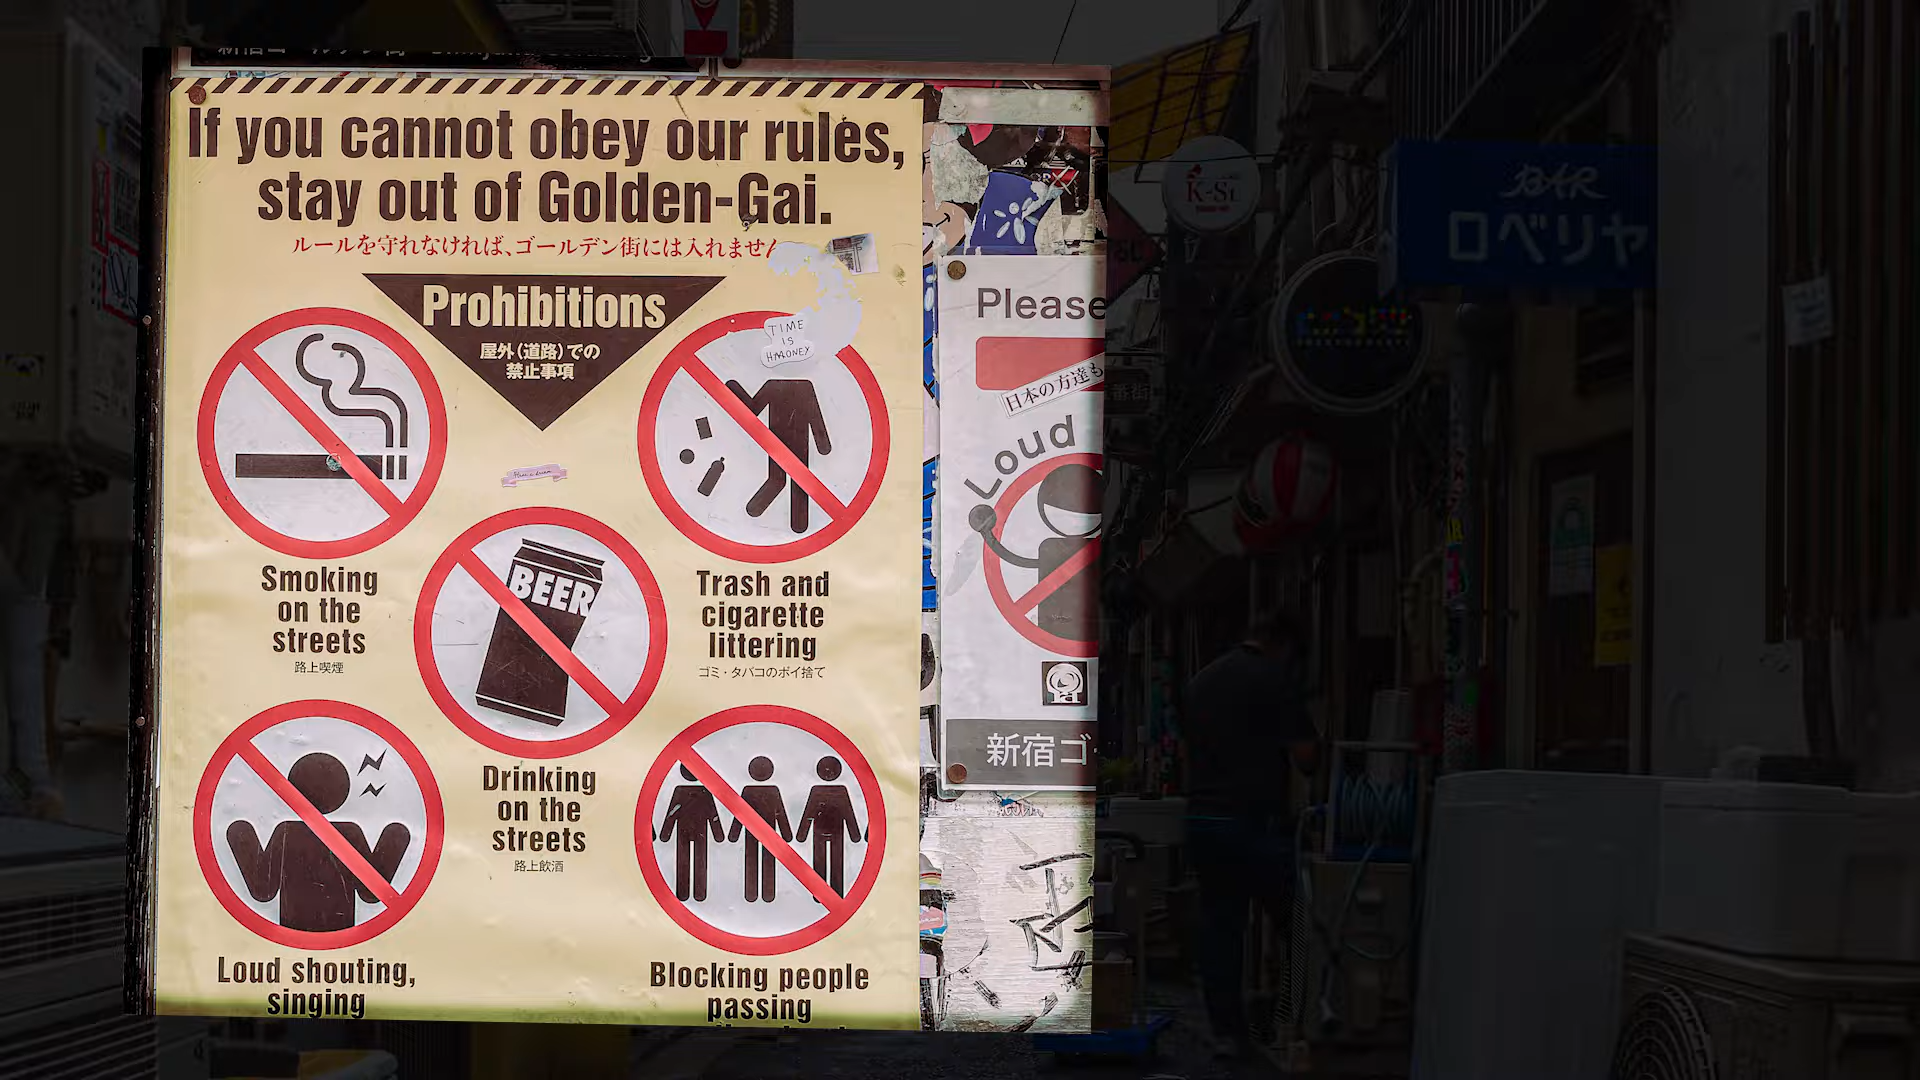 If you cannot obey our rules,
stay out of Golden-Gai.
ルールを守れなければ、ゴールデン街には入れません
Prohibitions
屋外(道路)での
禁止事項
TIME
IS
HMONEY
Smoking
on the
streets
路上喫煙
Trash and
cigarette
littering
ゴミ・タバコのポイ捨て
BEER
Drinking
on the
streets
路上飲酒
Loud shouting,
singing
Blocking people
passing
Please
日本の方達も
Loud
新宿ゴ
K-St.
ロベリヤ